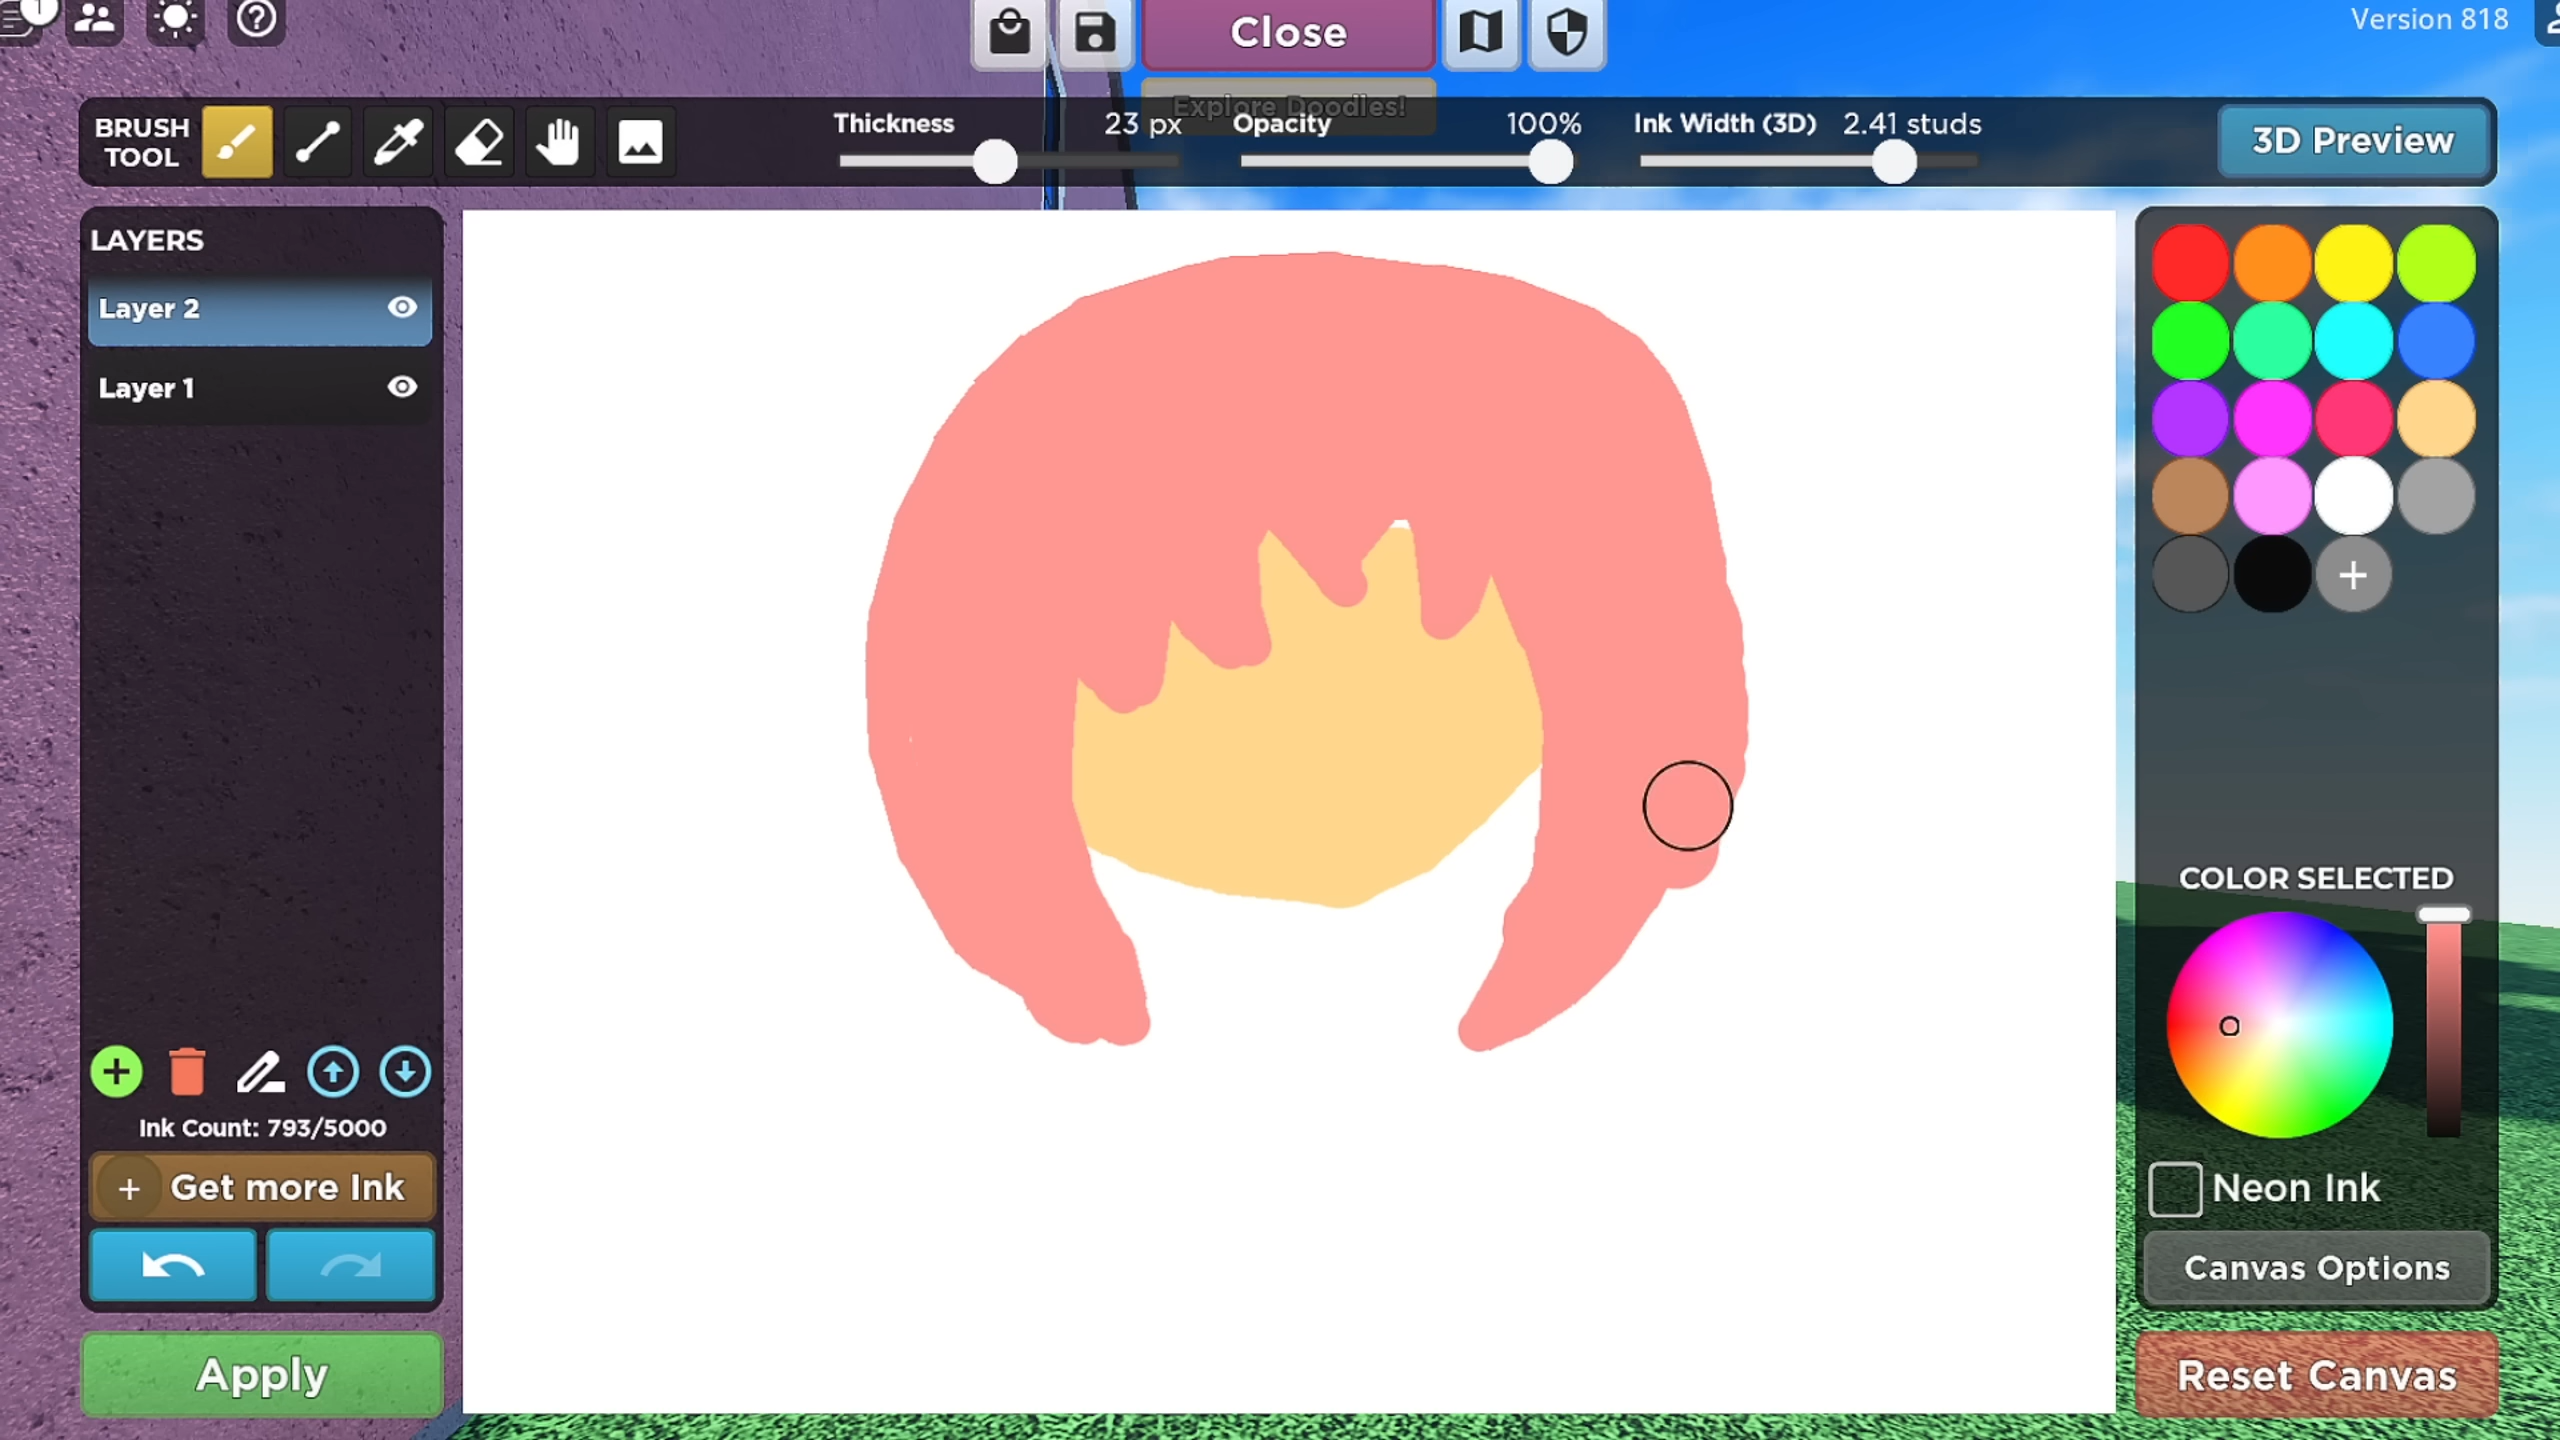 1
Close
Version 818
Explore Doodles!
BRUSH
TOOL
Thickness
23 px
Opacity
100%
Ink Width (3D)
2.41 studs
3D Preview
LAYERS
Layer 2
Layer 1
Ink Count: 793/5000
+ Get more Ink
Apply
COLOR SELECTED
Neon Ink
Canvas Options
Reset Canvas